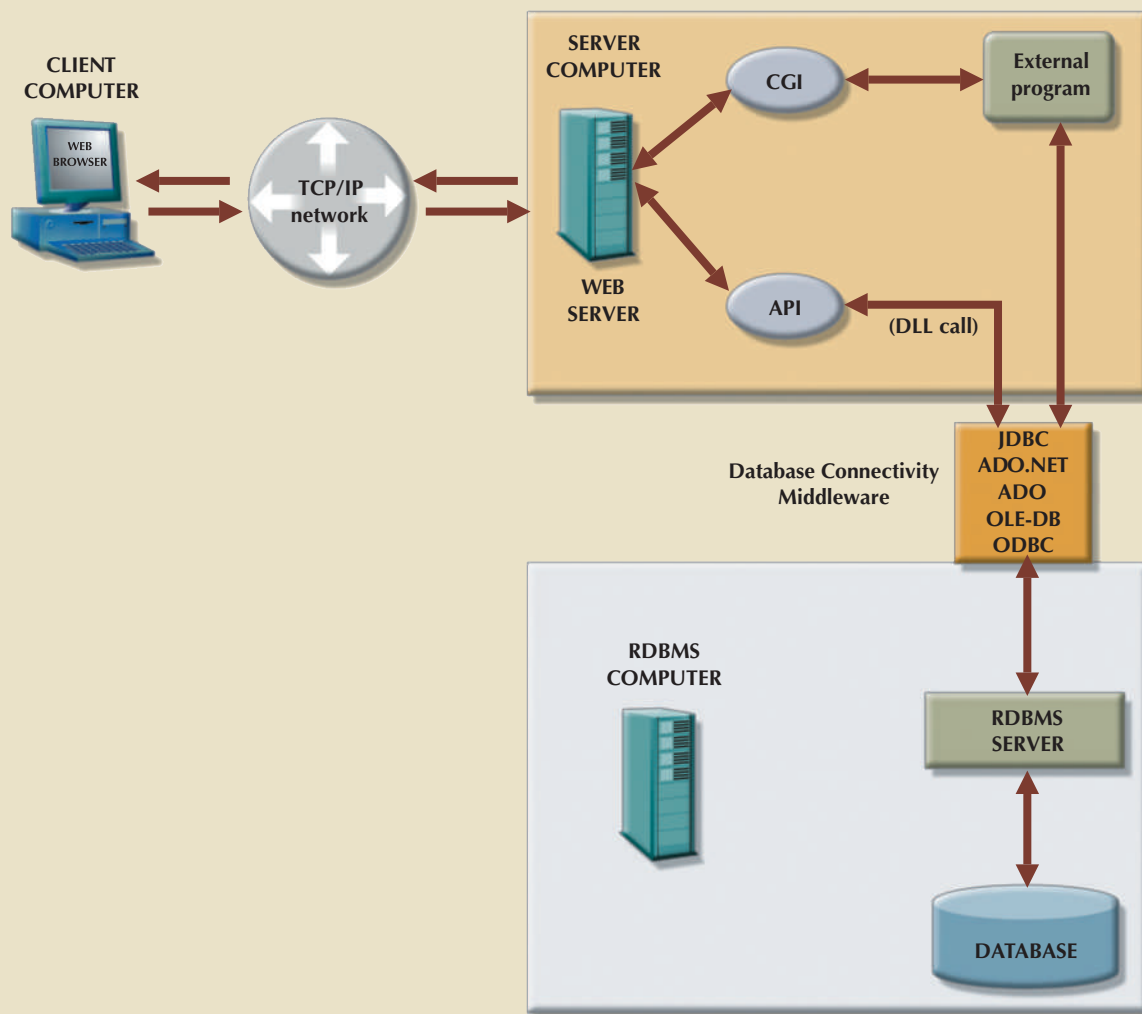 CLIENT
COMPUTER
WEB
BROWSER
TCP/IP
network
SERVER
COMPUTER
WEB
SERVER
CGI
External
program
API
(DLL call)
Database Connectivity
Middleware
JDBC
ADO.NET
ADO
OLE-DB
ODBC
RDBMS
COMPUTER
RDBMS
SERVER
DATABASE